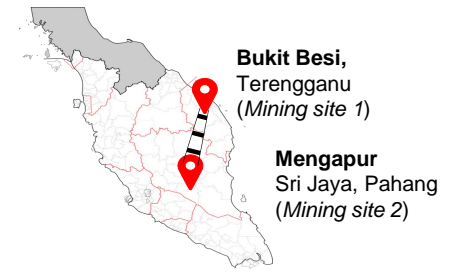 Bukit Besi,
Terengganu
(Mining site 1)
Mengapur
Sri Jaya, Pahang
(Mining site 2)